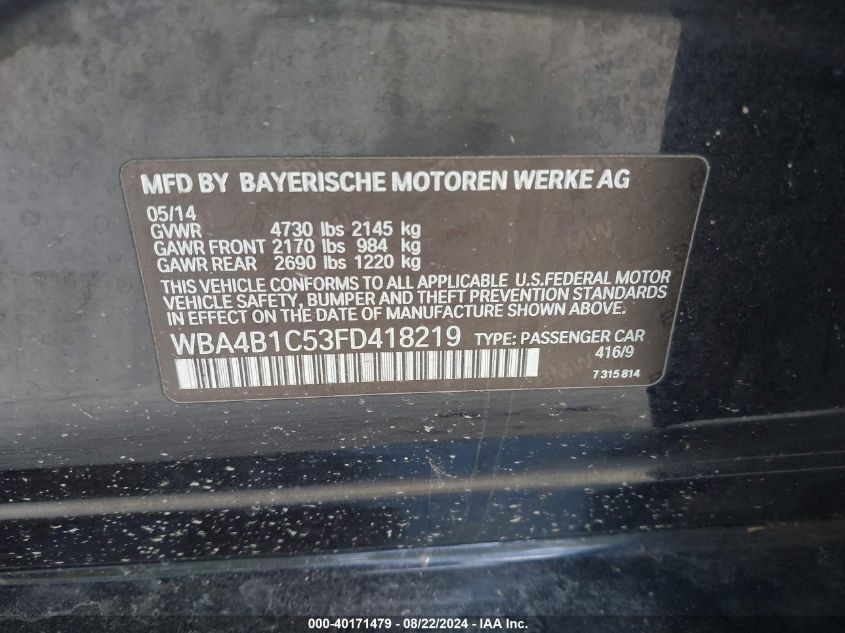 MFD BY BAYERISCHE MOTOREN WERKE AG
05/14
GVWR 4730 lbs 2145 kg
GAWR FRONT 2170 lbs 984 kg
GAWR REAR 2690 lbs 1220 kg
THIS VEHICLE CONFORMS TO ALL APPLICABLE U.S.FEDERAL MOTOR
VEHICLE SAFETY, BUMPER AND THEFT PREVENTION STANDARDS
IN EFFECT ON THE DATE OF MANUFACTURE SHOWN ABOVE.
WBA4B1C53FD418219 TYPE: PASSENGER CAR
416/9
7 315 814
000-40171479 - 08/22/2024 - Copyright © 2024 IAA, Inc.